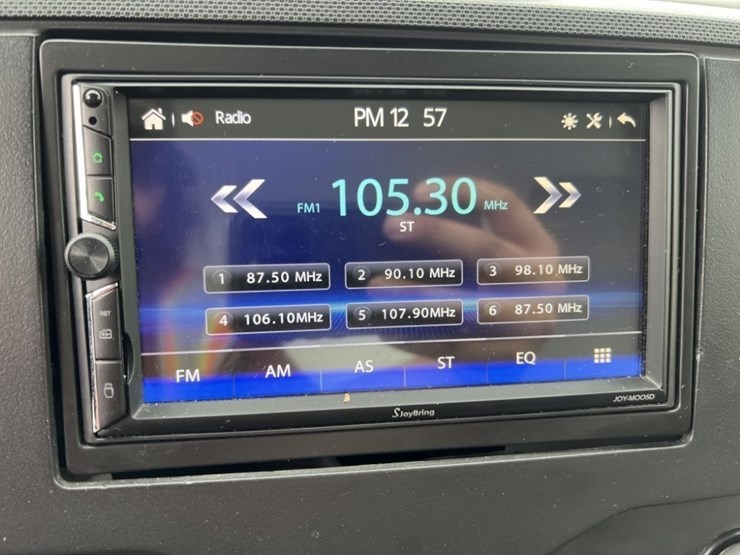 Radio PM 12 57
FM1 105.30 MHz
ST
1 87.50 MHz 2 90.10 MHz 3 98.10 MHz
4 106.10MHz 5 107.90MHz 6 87.50 MHz
FM AM AS ST EQ
RST
SJoyBring
JOY-MOO5D